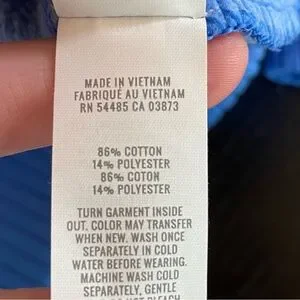 MADE IN VIETNAM
FABRIQUÉ AU VIETNAM
RN 54485 CA 03873
86% COTTON
14% POLYESTER
86% COTON
14% POLYESTER
TURN GARMENT INSIDE
OUT. COLOR MAY TRANSFER
WHEN NEW. WASH ONCE
SEPARATELY IN COLD
WATER BEFORE WEARING.
MACHINE WASH COLD
SEPARATELY, GENTLE
NOT BLEACH